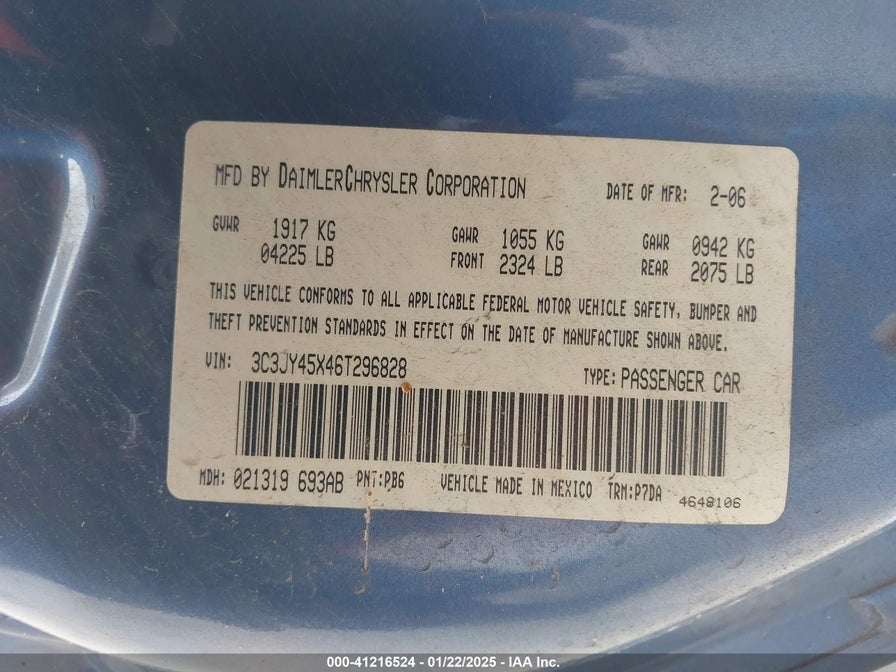 MFD BY DAIMLERCHRYSLER CORPORATION DATE OF MFR: 2-06
GVWR 1917 KG GAWR 1055 KG GAWR 0942 KG
04225 LB FRONT 2324 LB REAR 2075 LB
THIS VEHICLE CONFORMS TO ALL APPLICABLE FEDERAL MOTOR VEHICLE SAFETY, BUMPER AND
THEFT PREVENTION STANDARDS IN EFFECT ON THE DATE OF MANUFACTURE SHOWN ABOVE.
VIN: 3C3JY45X46T296828 TYPE: PASSENGER CAR
MDH: 021319 693AB PNT:PB6 VEHICLE MADE IN MEXICO TRM:P7DA 4648106
000-41216524 - 01/22/2025 - IAA Inc.